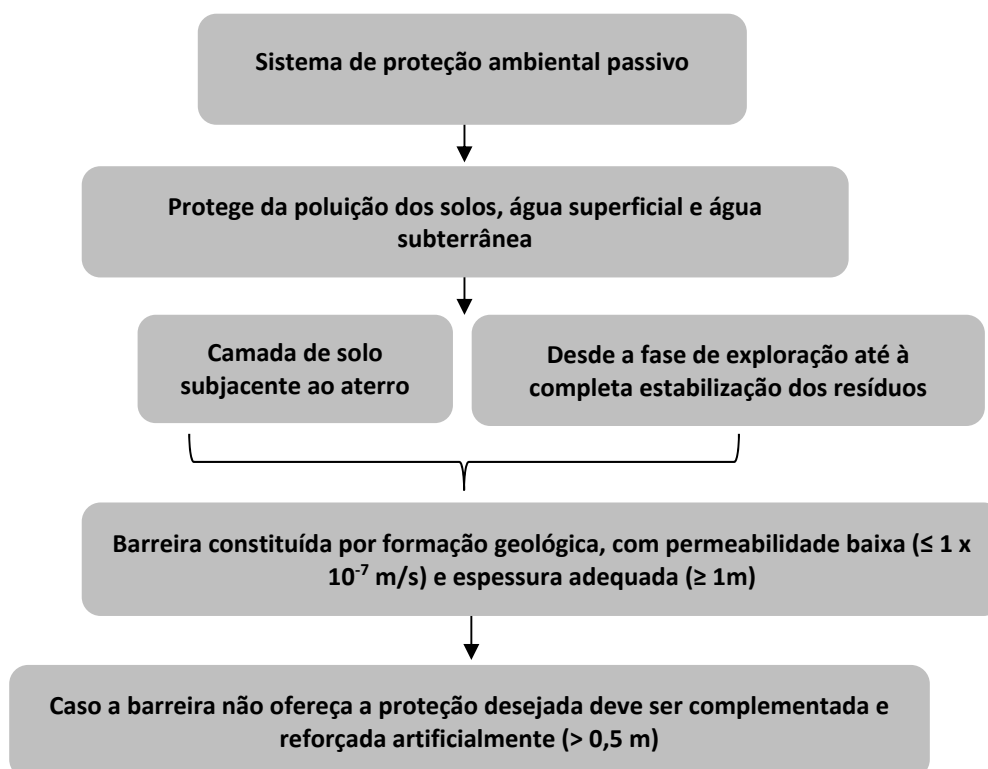 Sistema de proteção ambiental passivo
Protege da poluição dos solos, água superficial e água
subterrânea
Camada de solo
subjacente ao aterro
Desde a fase de exploração até à
completa estabilização dos resíduos
Barreira constituída por formação geológica, com permeabilidade baixa (≤ 1 x
10⁻⁷ m/s) e espessura adequada (≥ 1m)
Caso a barreira não ofereça a proteção desejada deve ser complementada e
reforçada artificialmente (> 0,5 m)